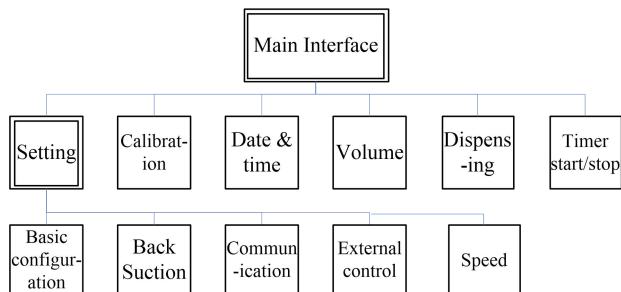 Main Interface
Setting
Calibrat-
ion
Date &
time
Volume
Dispens
-ing
Timer
start/stop
Basic
configur-
ation
Back
Suction
Commun
-ication
External
control
Speed